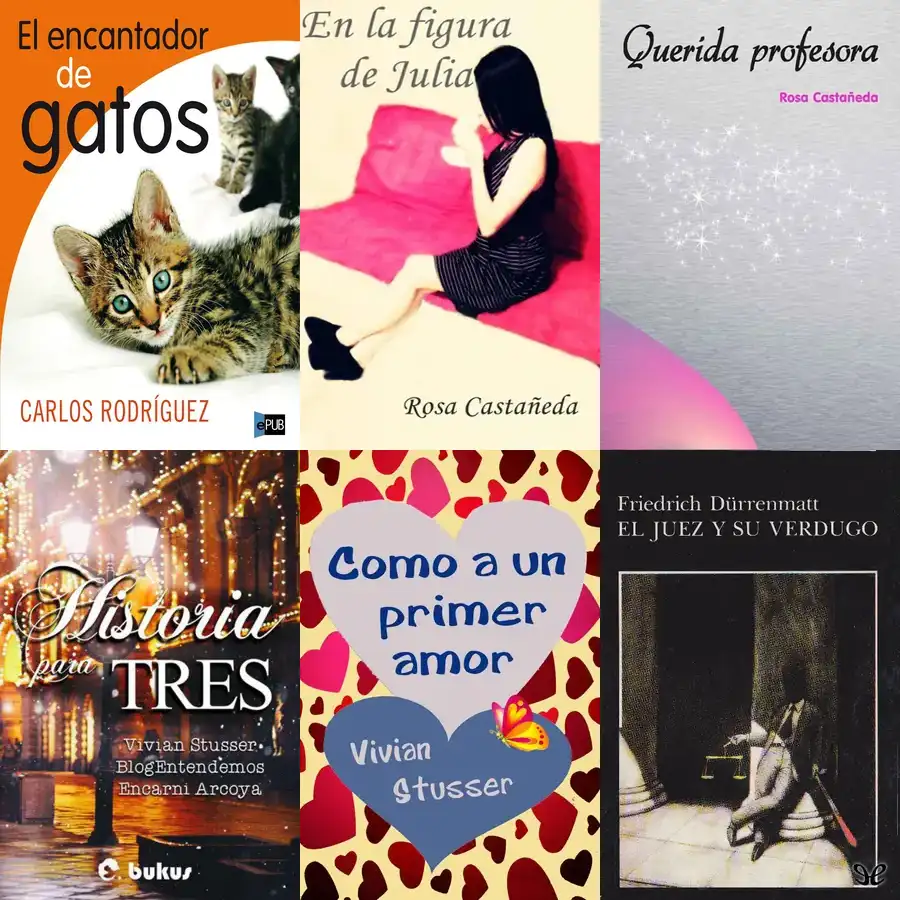 El encantador
de
gatos
CARLOS RODRÍGUEZ
ePUB
En la figura
de Julia
Rosa Castañeda
Querida profesora
Rosa Castañeda
Historia
para
TRES
Vivian Stusser
BlogEntendemos
Encarni Arcoya
bukus
Como a un
primer
amor
Vivian
Stusser
Friedrich Dürrenmatt
EL JUEZ Y SU VERDUGO